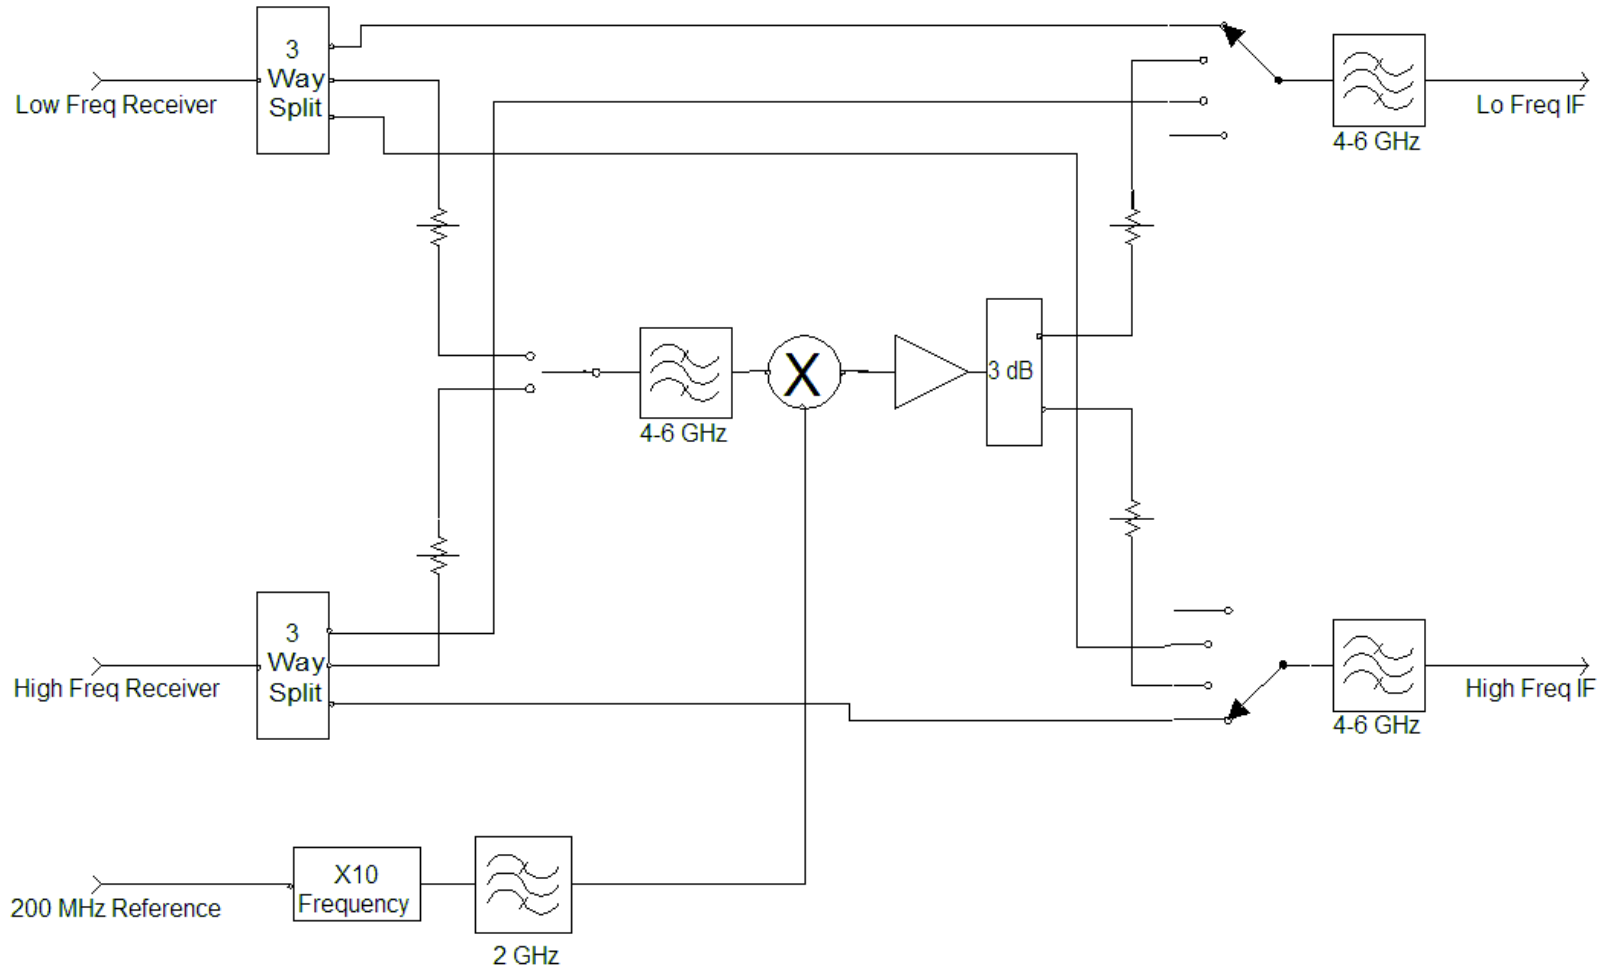 3
Way
Split
Low Freq Receiver
Lo Freq IF
4-6 GHz
X
3 dB
4-6 GHz
3
Way
Split
High Freq Receiver
High Freq IF
4-6 GHz
X10
Frequency
200 MHz Reference
2 GHz